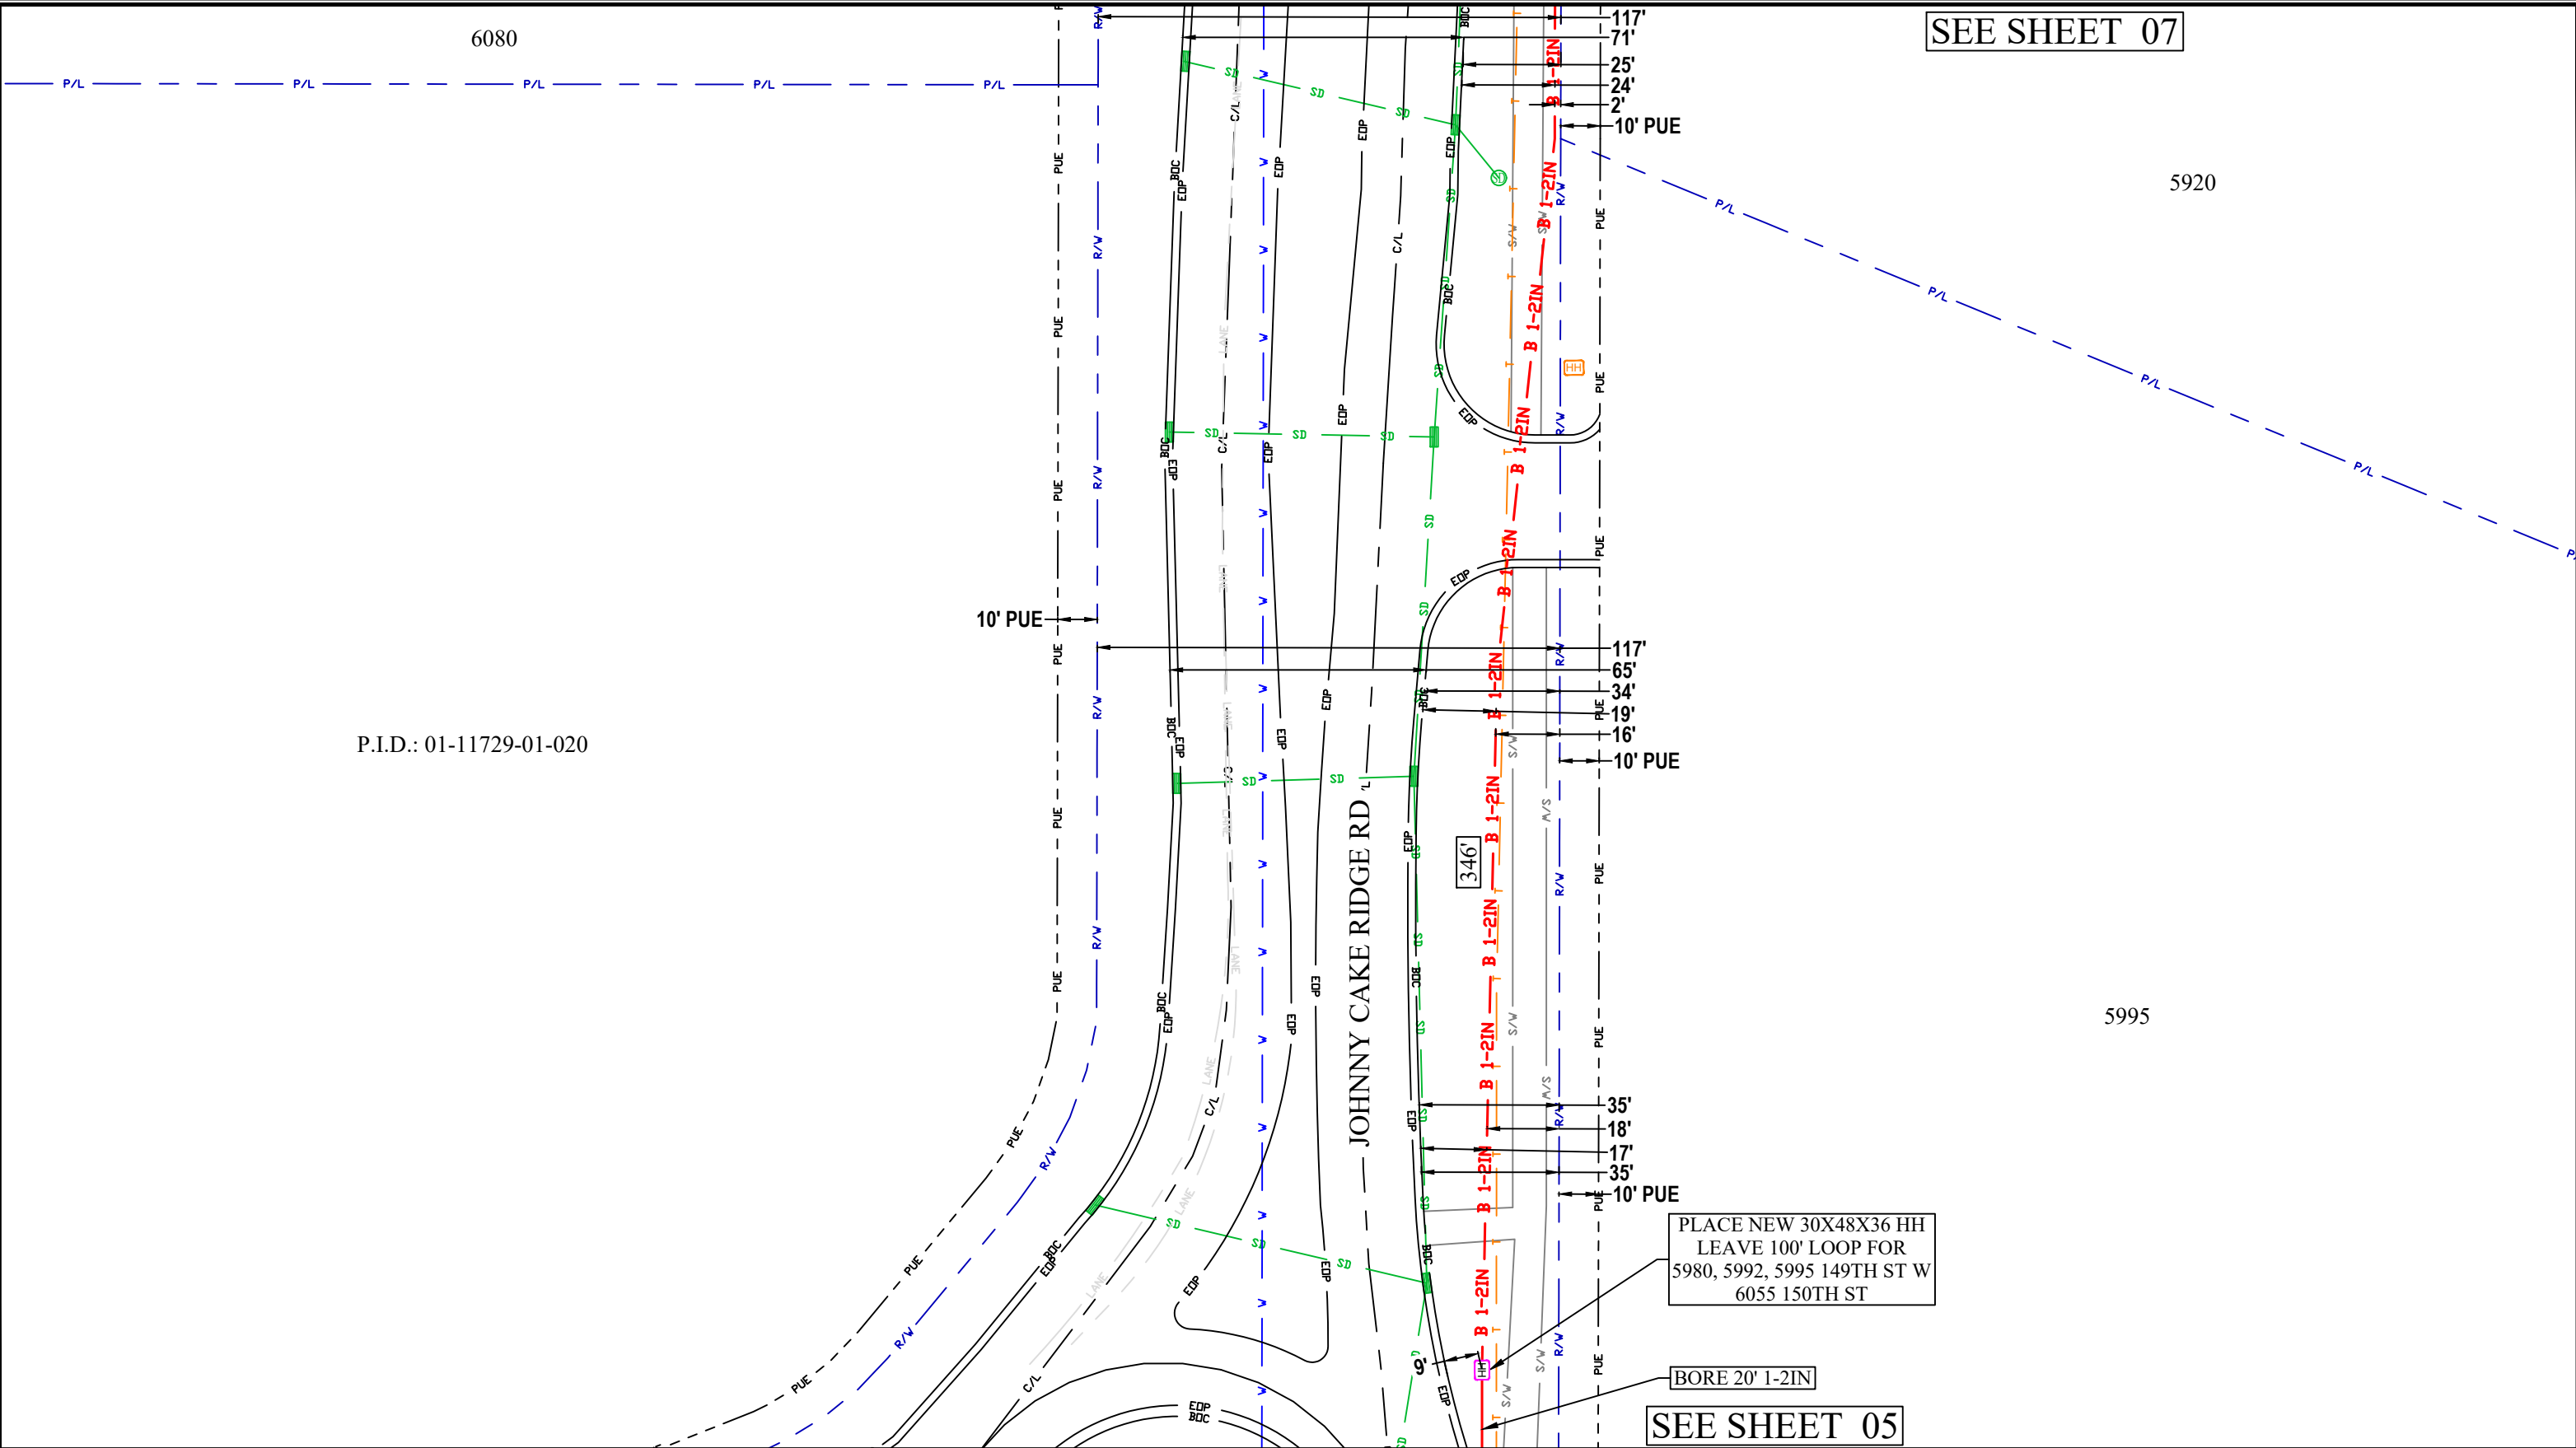 SEE SHEET 07
6080
5920
117'
71'
25'
24'
2'
10' PUE
P/L P/L P/L P/L P/L
P/L P/L P/L P/L
10' PUE
117'
65'
34'
19'
16'
10' PUE
P.I.D.: 01-11729-01-020
346'
JOHNNY CAKE RIDGE RD
5995
35'
18'
17'
35'
10' PUE
PLACE NEW 30X48X36 HH
LEAVE 100' LOOP FOR
5980, 5992, 5995 149TH ST W
6055 150TH ST
9'
HH
BORE 20' 1-2IN
SEE SHEET 05
PUE
R/W
BOC
EOP
C/L
LANE
W
SD
T
S/W
B 1-2IN
HH